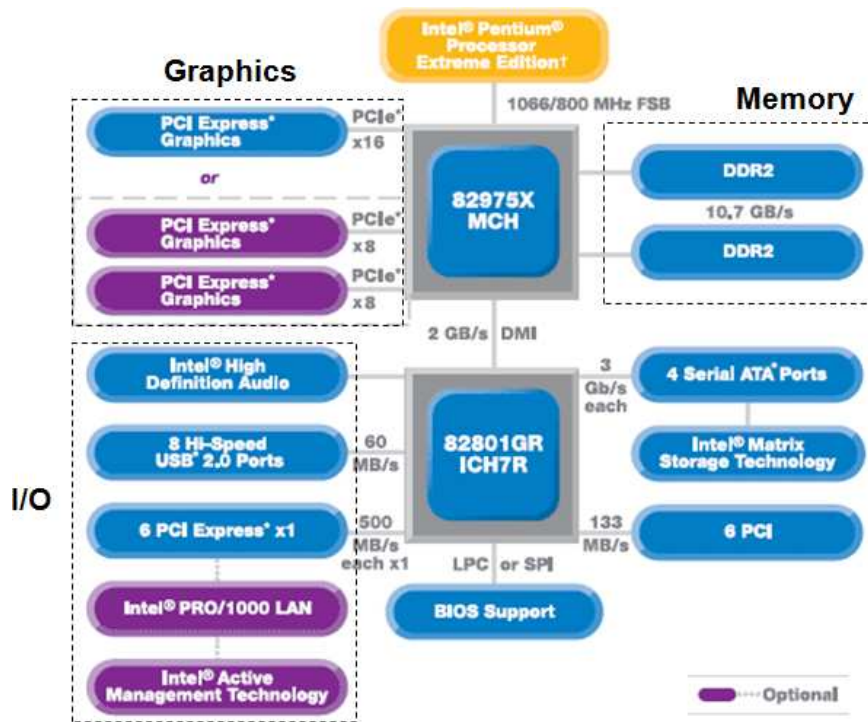 Intel® Pentium®
Processor
Extreme Edition†
Graphics
1066/800 MHz FSB
Memory
PCI Express*
Graphics
PCIe*
x16
or
PCI Express*
Graphics
PCIe*
x8
PCI Express*
Graphics
PCIe*
x8
82975X
MCH
DDR2
10.7 GB/s
DDR2
2 GB/s DMI
Intel® High
Definition Audio
8 Hi-Speed
USB* 2.0 Ports
60
MB/s
I/O
6 PCI Express* x1
500
MB/s
each x1
Intel® PRO/1000 LAN
Intel® Active
Management Technology
82801GR
ICH7R
3
Gb/s
each
4 Serial ATA* Ports
Intel® Matrix
Storage Technology
133
MB/s
6 PCI
LPC or SPI
BIOS Support
Optional